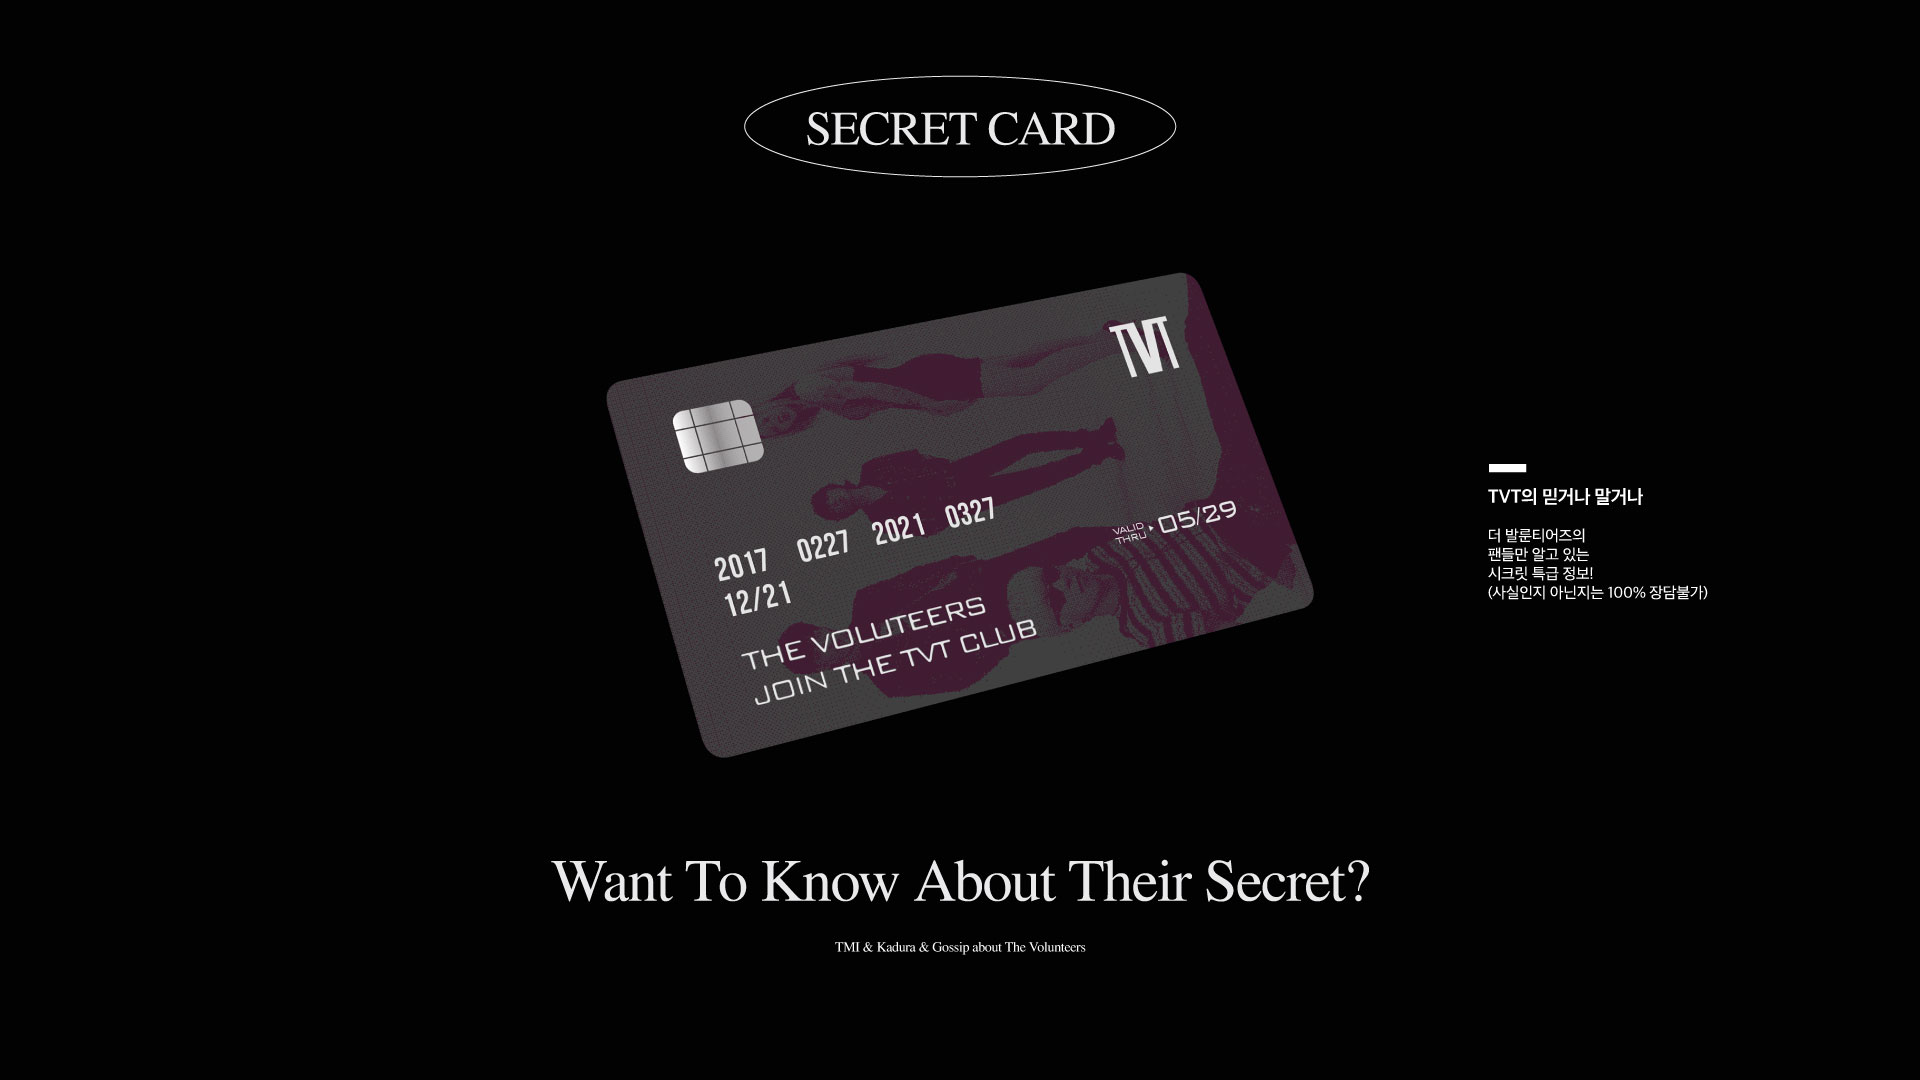 SECRET CARD
TVT
2017 0227 2021 0327
12/21
VALID
THRU
05/29
THE VOLUTEERS
JOIN THE TVT CLUB
TVT의 믿거나 말거나
더 발룬티어즈의
팬들만 알고 있는
시크릿 특급 정보!
(사실인지 아닌지는 100% 장담불가)
Want To Know About Their Secret?
TMI & Kadura & Gossip about The Volunteers